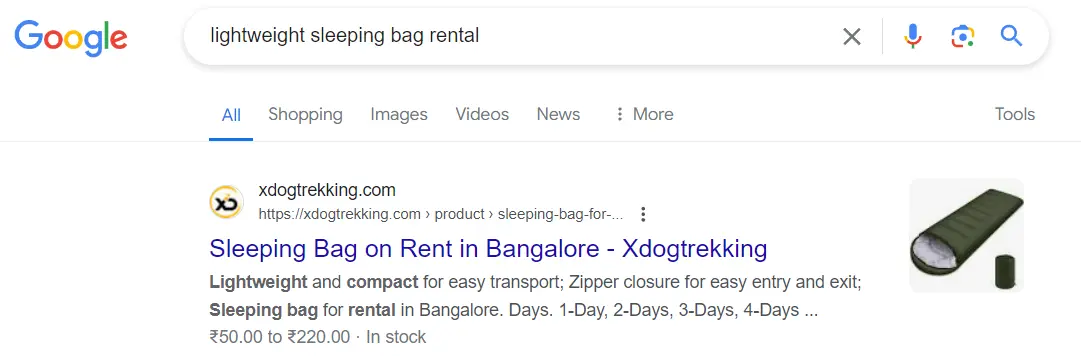 Google
lightweight sleeping bag rental
All Shopping Images Videos News More Tools
XD
xdogtrekking.com
https://xdogtrekking.com › product › sleeping-bag-for-...
Sleeping Bag on Rent in Bangalore - Xdogtrekking
Lightweight and compact for easy transport; Zipper closure for easy entry and exit;
Sleeping bag for rental in Bangalore. Days. 1-Day, 2-Days, 3-Days, 4-Days ...
₹50.00 to ₹220.00 · In stock